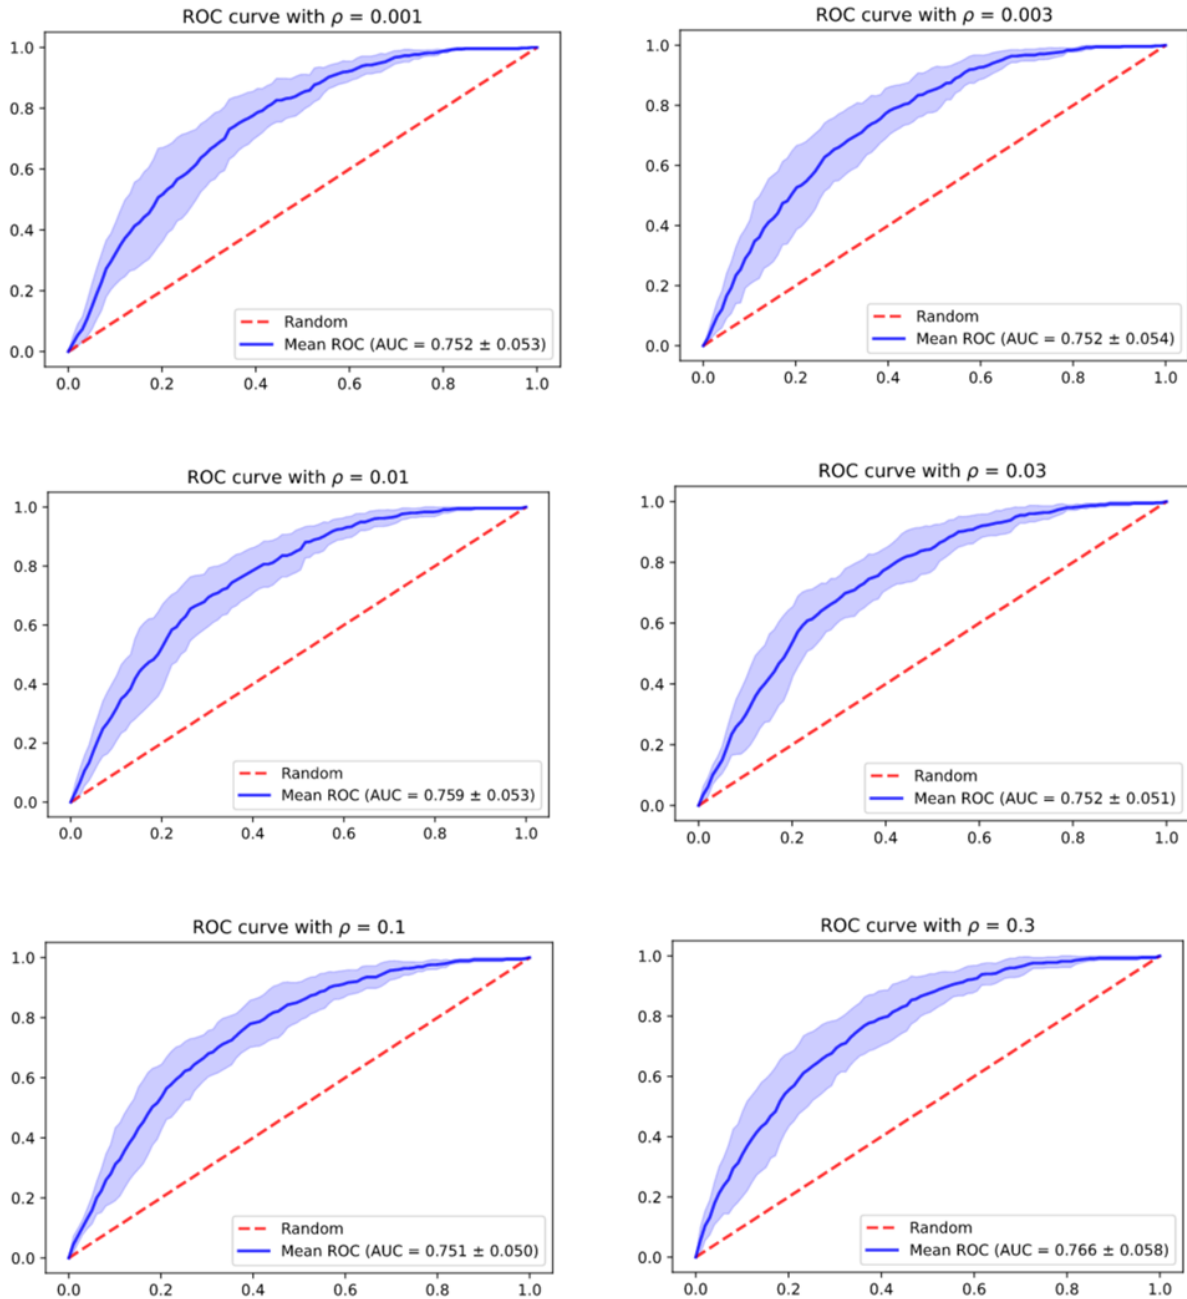 ROC curve with ρ = 0.001
1.0
0.8
0.6
0.4
0.2
0.0
Random
Mean ROC (AUC = 0.752 ± 0.053)
0.0 0.2 0.4 0.6 0.8 1.0
ROC curve with ρ = 0.003
1.0
0.8
0.6
0.4
0.2
0.0
Random
Mean ROC (AUC = 0.752 ± 0.054)
0.0 0.2 0.4 0.6 0.8 1.0
ROC curve with ρ = 0.01
1.0
0.8
0.6
0.4
0.2
0.0
Random
Mean ROC (AUC = 0.759 ± 0.053)
0.0 0.2 0.4 0.6 0.8 1.0
ROC curve with ρ = 0.03
1.0
0.8
0.6
0.4
0.2
0.0
Random
Mean ROC (AUC = 0.752 ± 0.051)
0.0 0.2 0.4 0.6 0.8 1.0
ROC curve with ρ = 0.1
1.0
0.8
0.6
0.4
0.2
0.0
Random
Mean ROC (AUC = 0.751 ± 0.050)
0.0 0.2 0.4 0.6 0.8 1.0
ROC curve with ρ = 0.3
1.0
0.8
0.6
0.4
0.2
0.0
Random
Mean ROC (AUC = 0.766 ± 0.058)
0.0 0.2 0.4 0.6 0.8 1.0